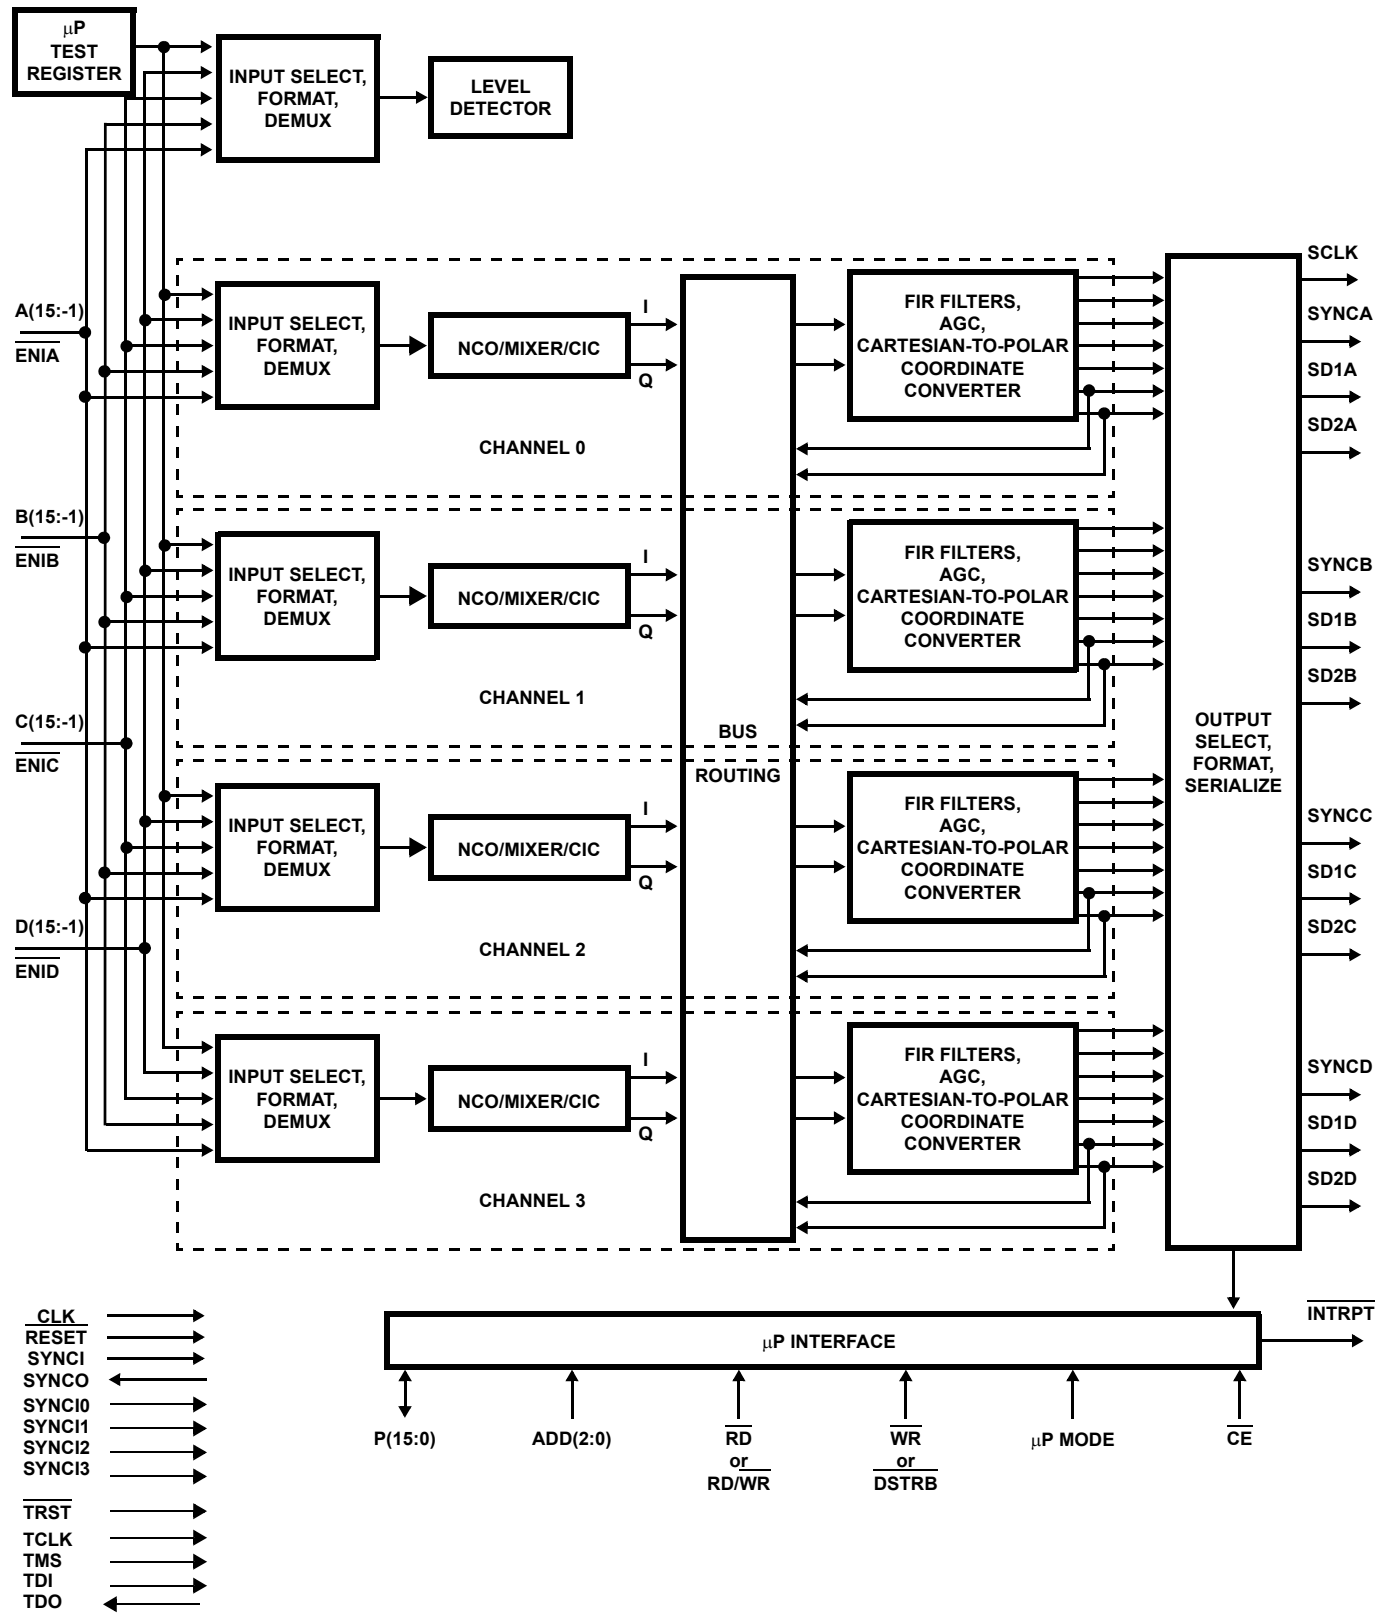 μP
TEST
REGISTER
INPUT SELECT,
FORMAT,
DEMUX
LEVEL
DETECTOR
A(15:-1)
ENIA
B(15:-1)
ENIB
C(15:-1)
ENIC
D(15:-1)
ENID
INPUT SELECT,
FORMAT,
DEMUX
NCO/MIXER/CIC
I
Q
FIR FILTERS,
AGC,
CARTESIAN-TO-POLAR
COORDINATE
CONVERTER
CHANNEL 0
INPUT SELECT,
FORMAT,
DEMUX
NCO/MIXER/CIC
I
Q
FIR FILTERS,
AGC,
CARTESIAN-TO-POLAR
COORDINATE
CONVERTER
CHANNEL 1
BUS
ROUTING
INPUT SELECT,
FORMAT,
DEMUX
NCO/MIXER/CIC
I
Q
FIR FILTERS,
AGC,
CARTESIAN-TO-POLAR
COORDINATE
CONVERTER
CHANNEL 2
INPUT SELECT,
FORMAT,
DEMUX
NCO/MIXER/CIC
I
Q
FIR FILTERS,
AGC,
CARTESIAN-TO-POLAR
COORDINATE
CONVERTER
CHANNEL 3
OUTPUT
SELECT,
FORMAT,
SERIALIZE
SCLK
SYNCA
SD1A
SD2A
SYNCB
SD1B
SD2B
SYNCC
SD1C
SD2C
SYNCD
SD1D
SD2D
CLK
RESET
SYNCI
SYNCO
SYNCI0
SYNCI1
SYNCI2
SYNCI3
TRST
TCLK
TMS
TDI
TDO
μP INTERFACE
INTRPT
P(15:0)
ADD(2:0)
RD
or
RD/WR
WR
or
DSTRB
μP MODE
CE